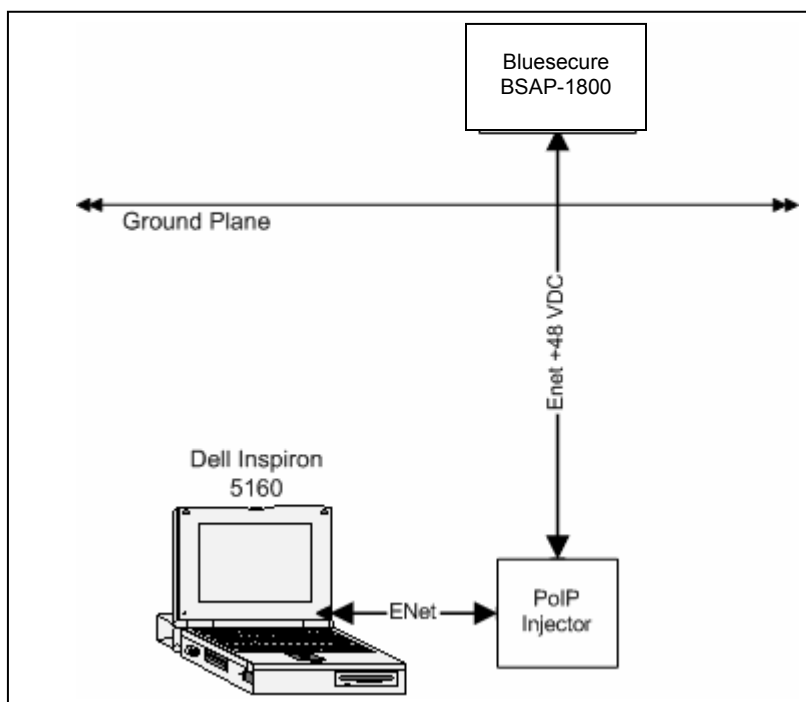 Bluesecure
BSAP-1800
Ground Plane
Enet +48 VDC
Dell Inspiron
5160
ENet
PoIP
Injector